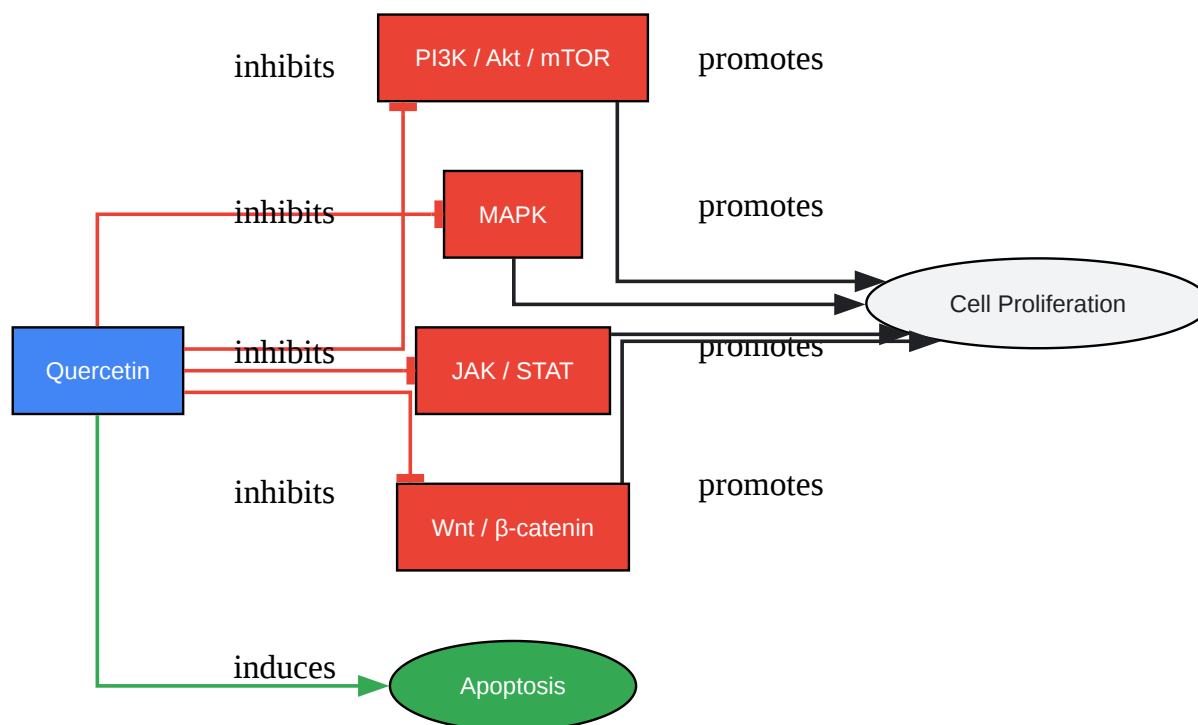 PI3K / Akt / mTOR
inhibits
promotes
MAPK
inhibits
promotes
Cell Proliferation
Quercetin
inhibits
JAK / STAT
promotes
inhibits
Wnt / β-catenin
promotes
induces
Apoptosis